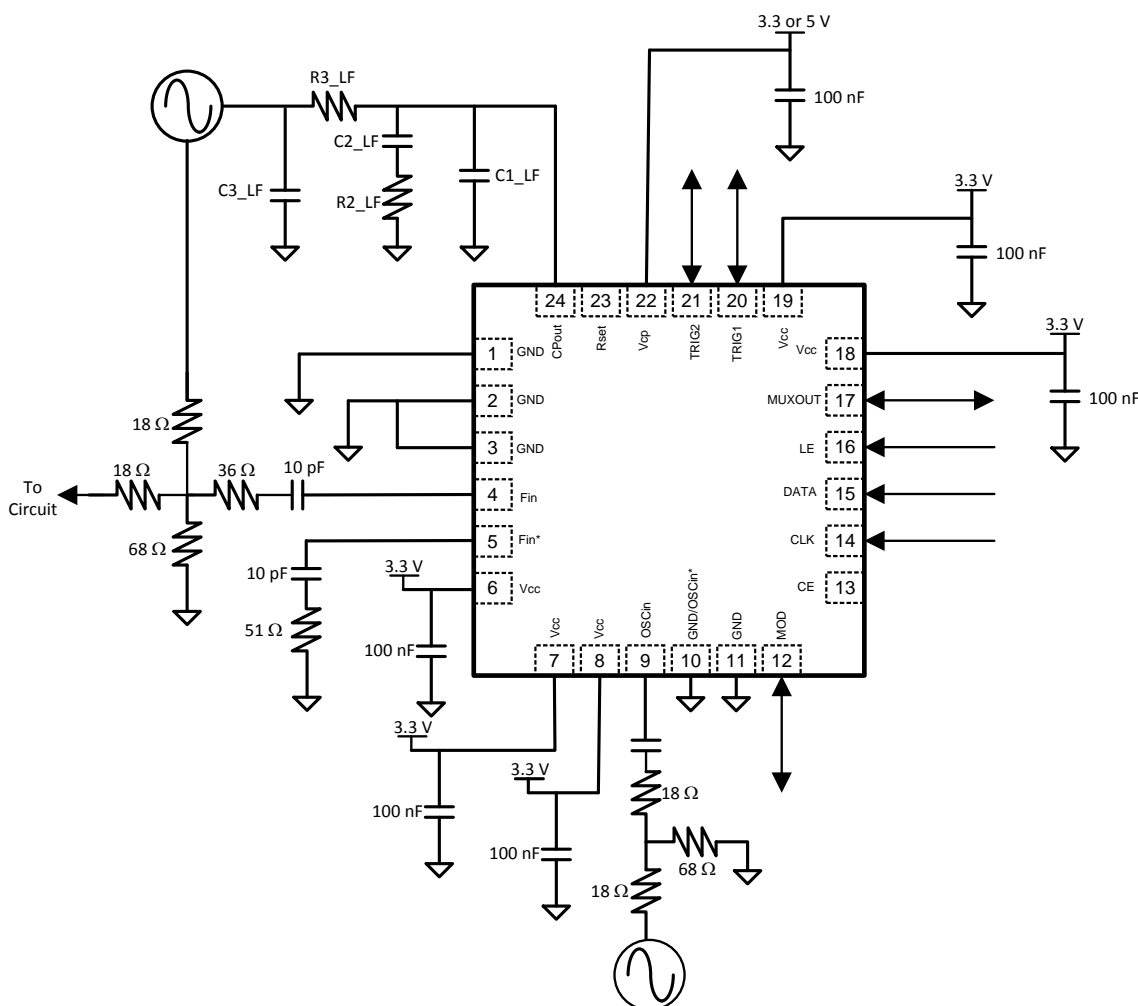 3.3 or 5 V
100 nF
R3_LF
C2_LF
C1_LF
C3_LF
R2_LF
3.3 V
100 nF
24
23
22
21
20
19
CPout
Rset
Vcp
TRIG2
TRIG1
Vcc
1
GND
2
GND
3
GND
4
Fin
5
Fin*
6
Vcc
3.3 V
100 nF
Vcc
18
MUXOUT
17
LE
16
DATA
15
CLK
14
CE
13
18 Ω
18 Ω
36 Ω
10 pF
To
Circuit
68 Ω
10 pF
51 Ω
3.3 V
100 nF
Vcc
Vcc
OSCin
GND/OSCin*
GND
MOD
7
8
9
10
11
12
3.3 V
100 nF
3.3 V
100 nF
18 Ω
68 Ω
18 Ω